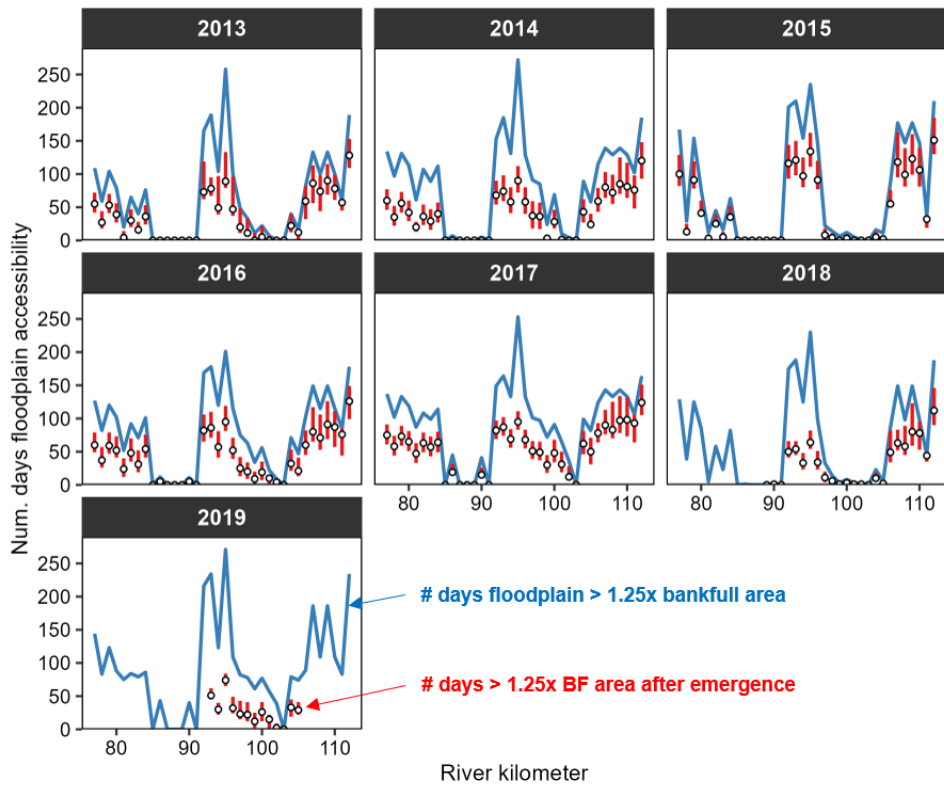 2013 2014 2015
250
200
150
100
50
0
2016 2017 2018
250
200
150
100
50
0
80 90 100 110 80 90 100 110
2019
250
200
150
100
50
0
80 90 100 110
Num. days floodplain accessibility
# days floodplain > 1.25x bankfull area
# days > 1.25x BF area after emergence
River kilometer